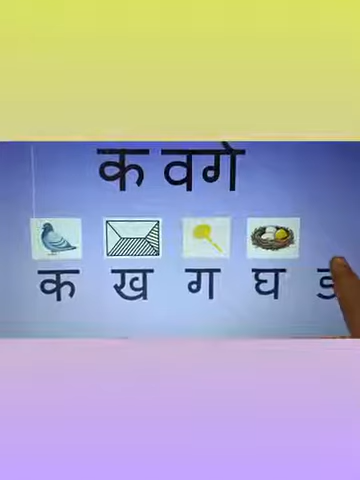 क वर्ग
क ख ग घ